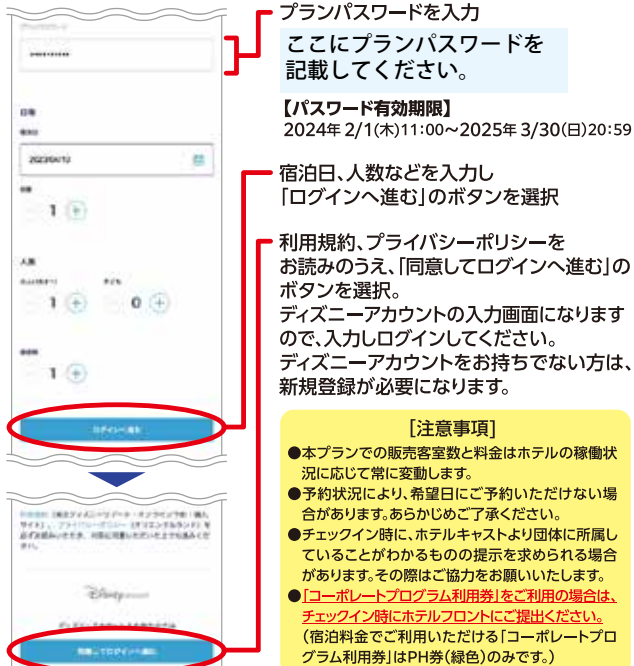 プランパスワードを入力
ここにプランパスワードを
記載してください。
【パスワード有効期限】
2024年 2/1(木)11:00～2025年 3/30(日)20:59
宿泊日、人数などを入力し
「ログインへ進む」のボタンを選択
利用規約、プライバシーポリシーを
お読みのうえ、「同意してログインへ進む」の
ボタンを選択。
ディズニーアカウントの入力画面になります
ので、入力しログインしてください。
ディズニーアカウントをお持ちでない方は、
新規登録が必要になります。
[注意事項]
●本プランでの販売客室数と料金はホテルの稼働状
況に応じて常に変動します。
●予約状況により、希望日にご予約いただけない場
合があります。あらかじめご了承ください。
●チェックイン時に、ホテルキャストより団体に所属し
ていることがわかるものの提示を求められる場合
があります。その際はご協力をお願いいたします。
●「コーポレートプログラム利用券」をご利用の場合は、
チェックイン時にホテルフロントにご提出ください。
(宿泊料金でご利用いただける「コーポレートプロ
グラム利用券」はPH券(緑色)のみです。)
日程
1
人数
1
0
1
ログインへ進む
Disney
同意してログインへ進む